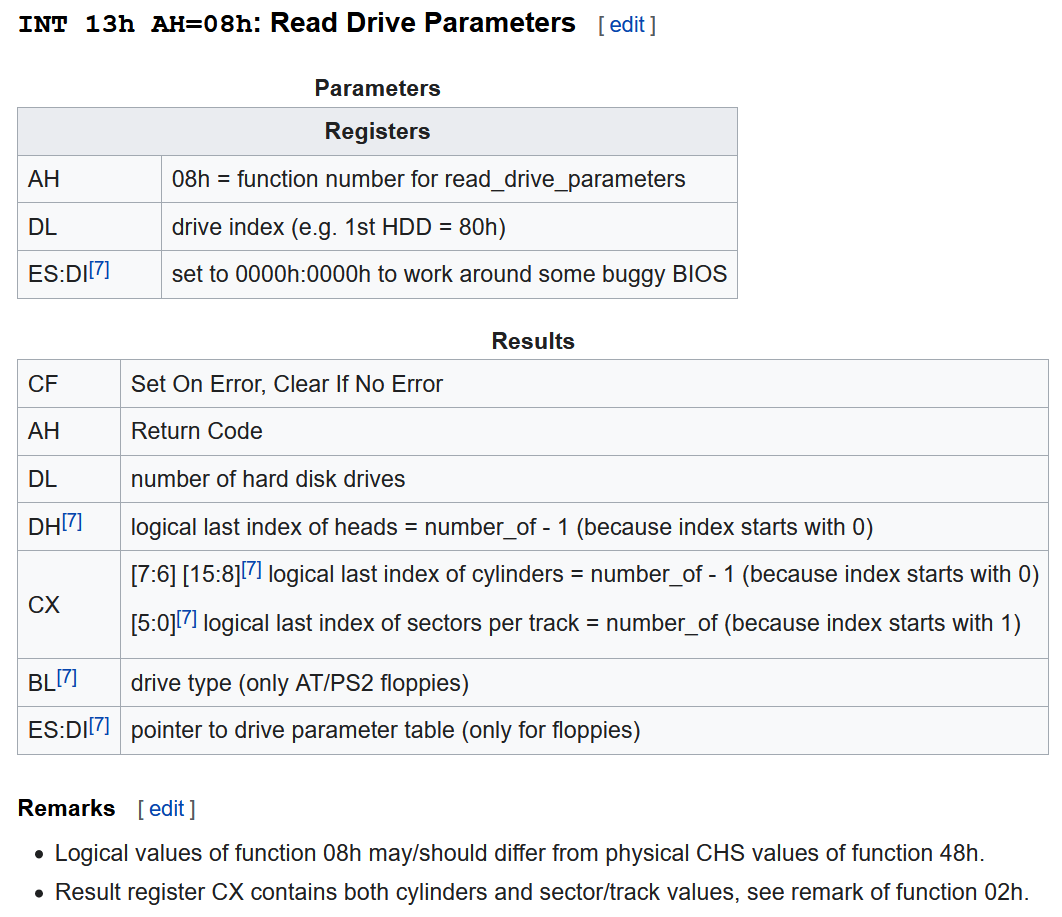 INT 13h AH=08h: Read Drive Parameters [ edit ]
Parameters
Registers
AH 08h = function number for read_drive_parameters
DL drive index (e.g. 1st HDD = 80h)
ES:DI[7] set to 0000h:0000h to work around some buggy BIOS
Results
CF Set On Error, Clear If No Error
AH Return Code
DL number of hard disk drives
DH[7] logical last index of heads = number_of - 1 (because index starts with 0)
CX [7:6] [15:8][7] logical last index of cylinders = number_of - 1 (because index starts with 0)
[5:0][7] logical last index of sectors per track = number_of (because index starts with 1)
BL[7] drive type (only AT/PS2 floppies)
ES:DI[7] pointer to drive parameter table (only for floppies)
Remarks [ edit ]
• Logical values of function 08h may/should differ from physical CHS values of function 48h.
• Result register CX contains both cylinders and sector/track values, see remark of function 02h.